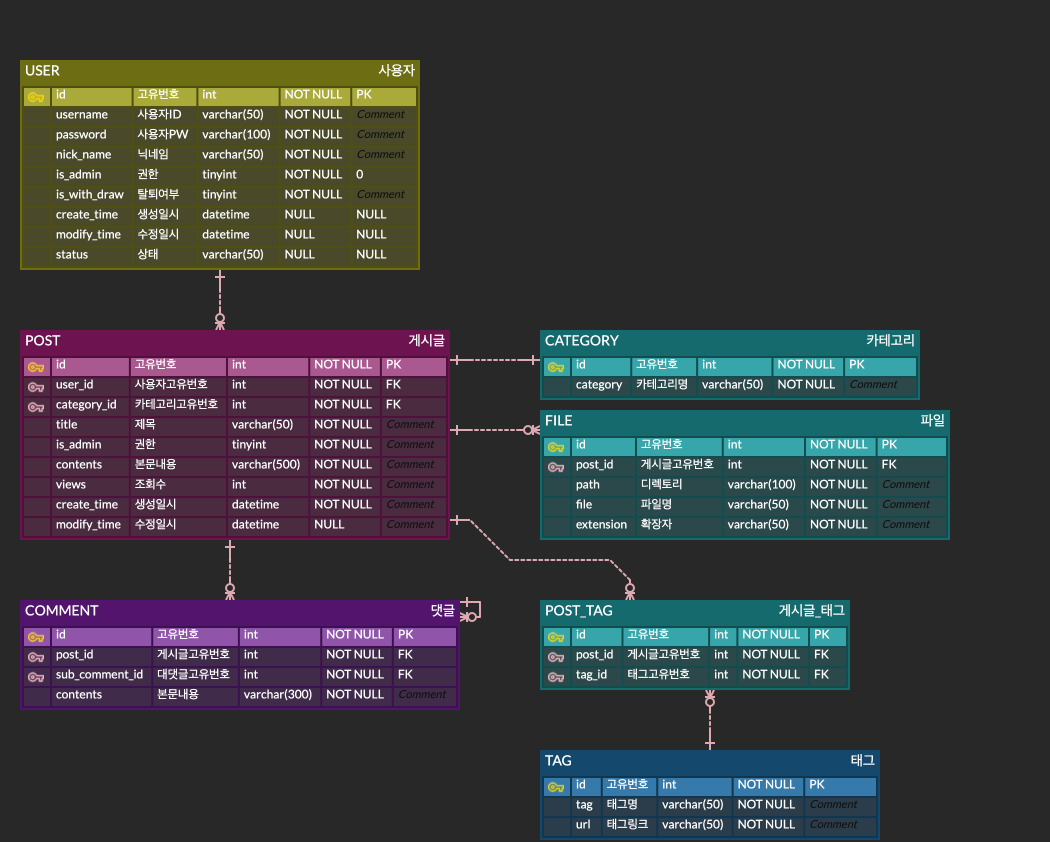 USER 사용자
id 고유번호 int NOT NULL PK
username 사용자ID varchar(50) NOT NULL Comment
password 사용자PW varchar(100) NOT NULL Comment
nick_name 닉네임 varchar(50) NOT NULL Comment
is_admin 권한 tinyint NOT NULL 0
is_with_draw 탈퇴여부 tinyint NOT NULL Comment
create_time 생성일시 datetime NULL NULL
modify_time 수정일시 datetime NULL NULL
status 상태 varchar(50) NULL NULL
POST 게시글
id 고유번호 int NOT NULL PK
user_id 사용자고유번호 int NOT NULL FK
category_id 카테고리고유번호 int NOT NULL FK
title 제목 varchar(50) NOT NULL Comment
is_admin 권한 tinyint NOT NULL Comment
contents 본문내용 varchar(500) NOT NULL Comment
views 조회수 int NOT NULL Comment
create_time 생성일시 datetime NOT NULL Comment
modify_time 수정일시 datetime NULL Comment
CATEGORY 카테고리
id 고유번호 int NOT NULL PK
category 카테고리명 varchar(50) NOT NULL Comment
FILE 파일
id 고유번호 int NOT NULL PK
post_id 게시글고유번호 int NOT NULL FK
path 디렉토리 varchar(100) NOT NULL Comment
file 파일명 varchar(50) NOT NULL Comment
extension 확장자 varchar(50) NOT NULL Comment
COMMENT 댓글
id 고유번호 int NOT NULL PK
post_id 게시글고유번호 int NOT NULL FK
sub_comment_id 대댓글고유번호 int NOT NULL FK
contents 본문내용 varchar(300) NOT NULL Comment
POST_TAG 게시글_태그
id 고유번호 int NOT NULL PK
post_id 게시글고유번호 int NOT NULL FK
tag_id 태그고유번호 int NOT NULL FK
TAG 태그
id 고유번호 int NOT NULL PK
tag 태그명 varchar(50) NOT NULL Comment
url 태그링크 varchar(50) NOT NULL Comment